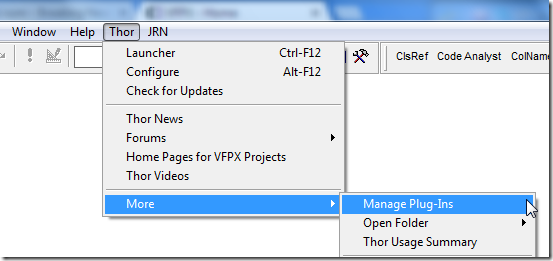 Window Help Thor JRN
ClsRef Code Analyst ColName
Launcher Ctrl-F12
Configure Alt-F12
Check for Updates
Thor News
Forums
Home Pages for VFPX Projects
Thor Videos
More
Manage Plug-Ins
Open Folder
Thor Usage Summary